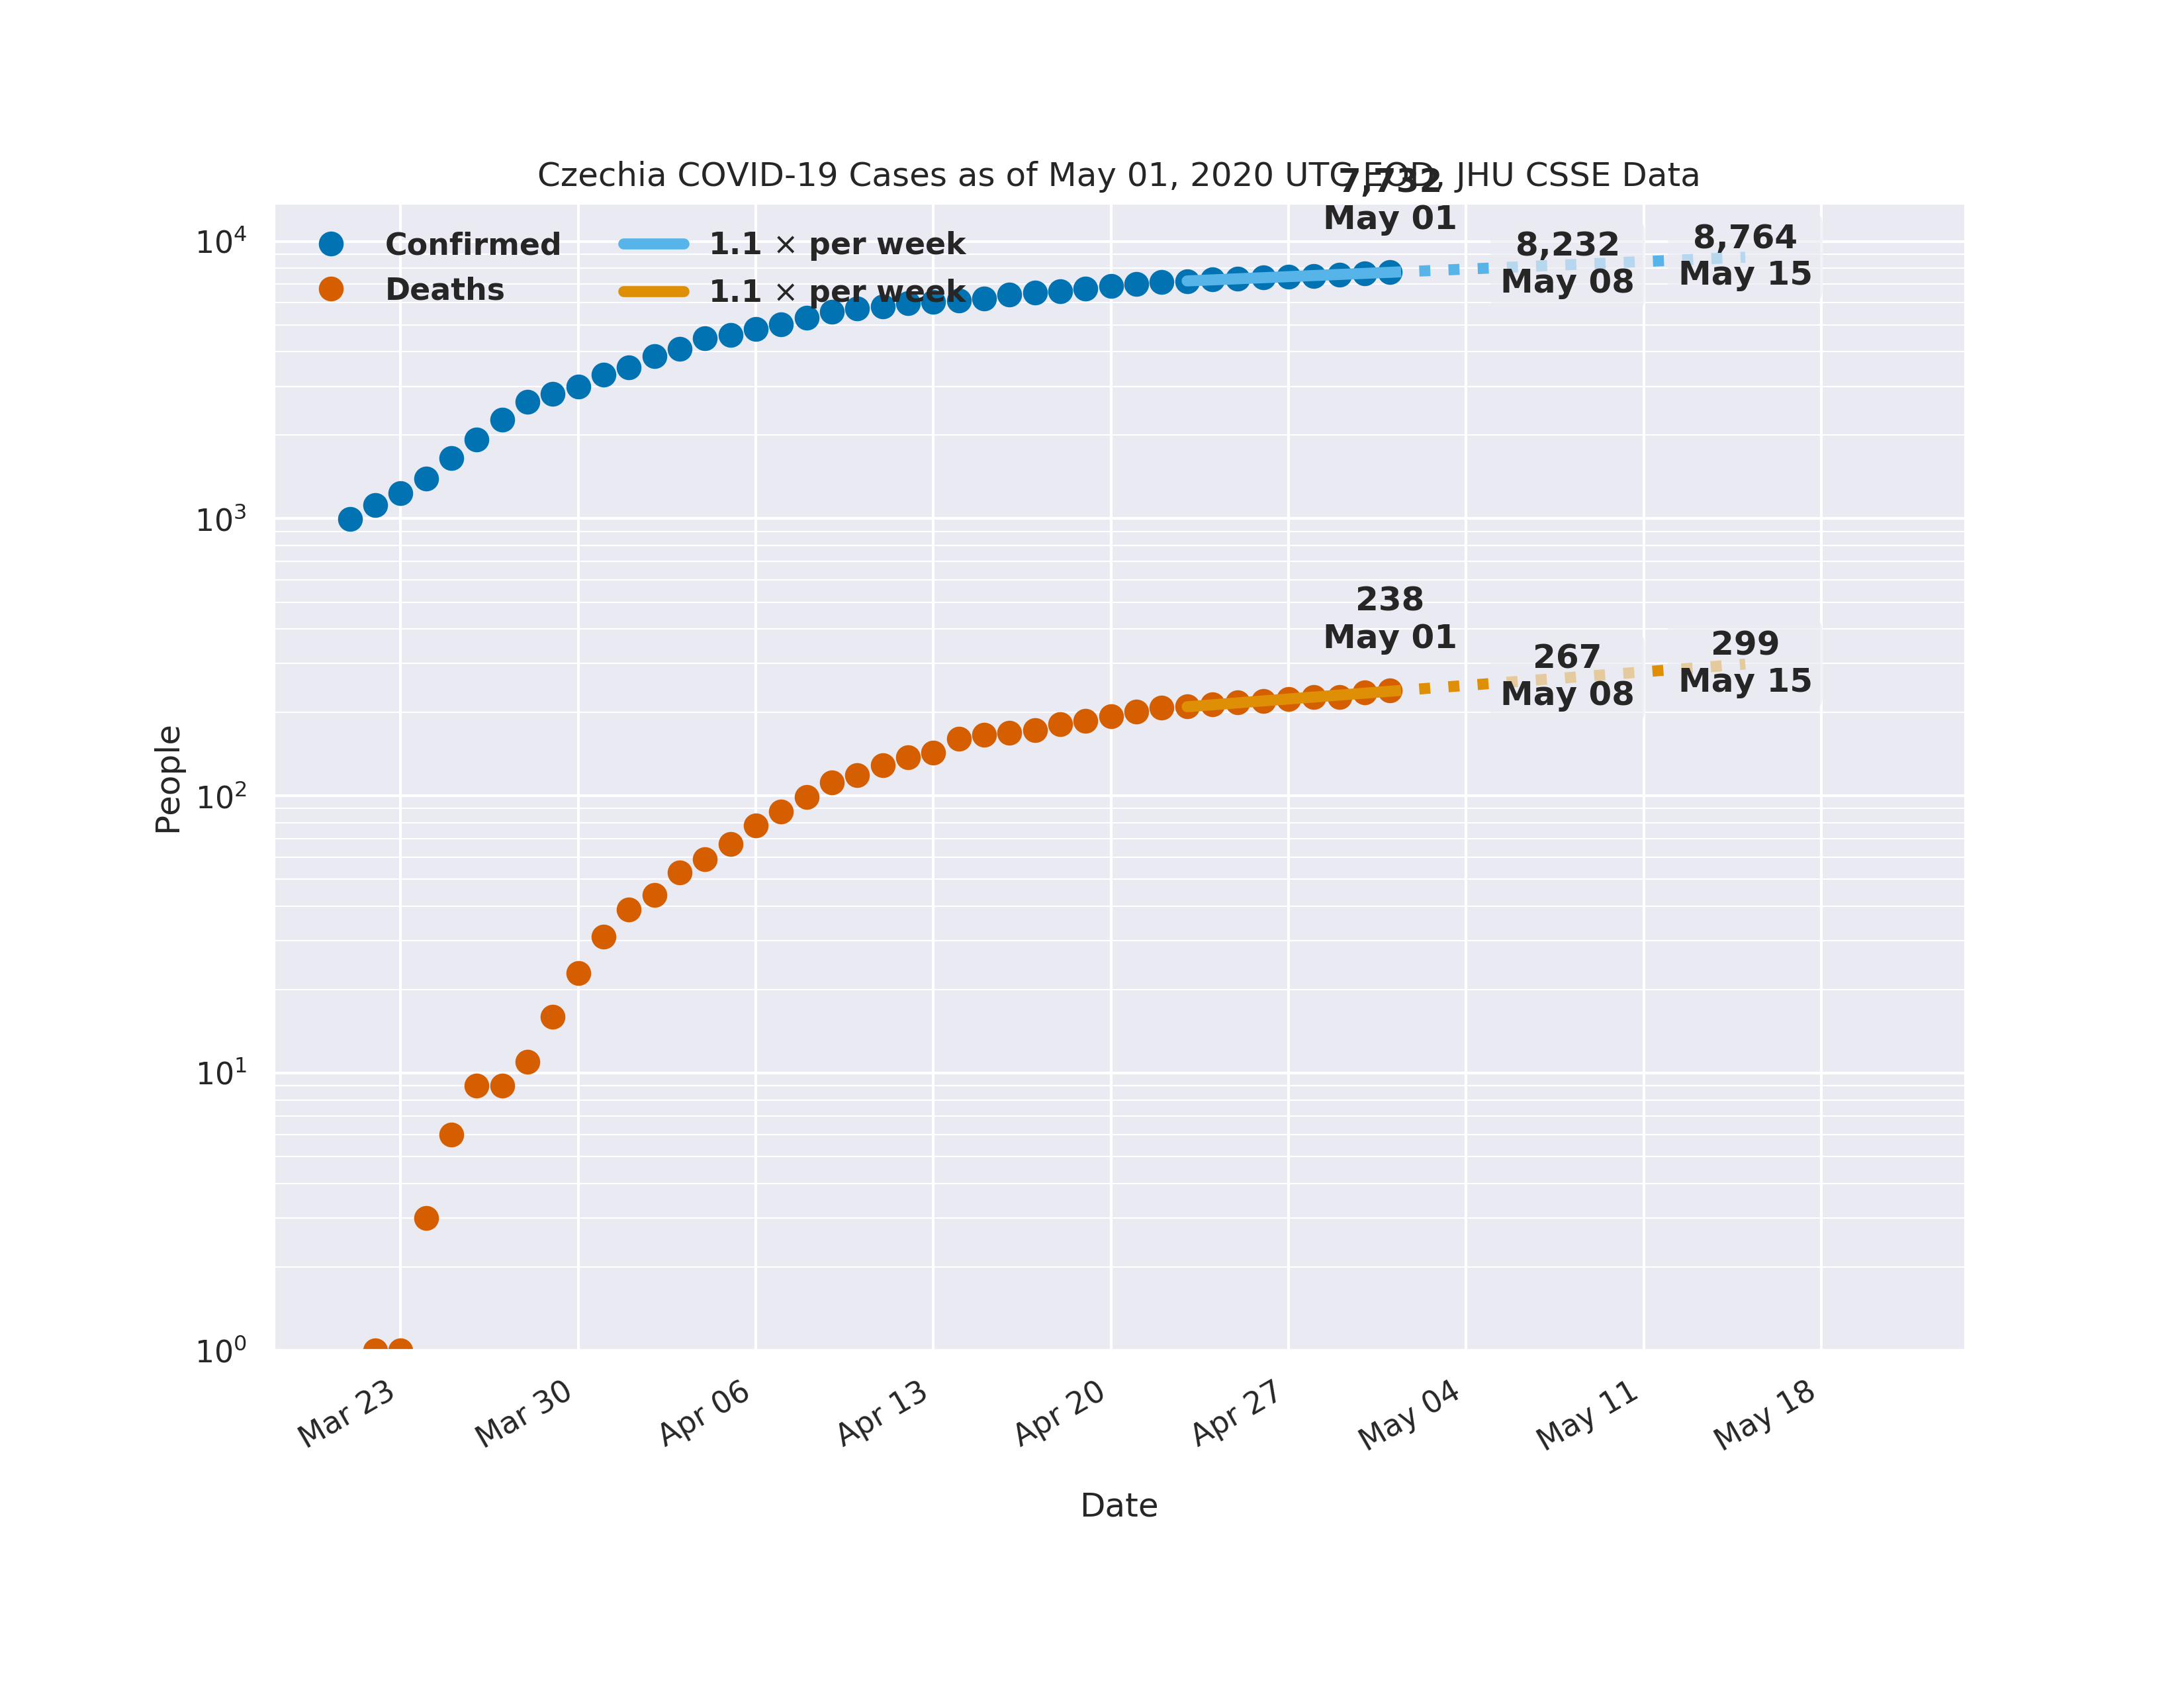 Czechia COVID-19 Cases as of May 01, 2020 UTC EOD, JHU CSSE Data
7,732
May 01
8,232
May 08
8,764
May 15
Confirmed
Deaths
1.1 × per week
1.1 × per week
238
May 01
267
May 08
299
May 15
People
10⁴
10³
10²
10¹
10⁰
Mar 23
Mar 30
Apr 06
Apr 13
Apr 20
Apr 27
May 04
May 11
May 18
Date